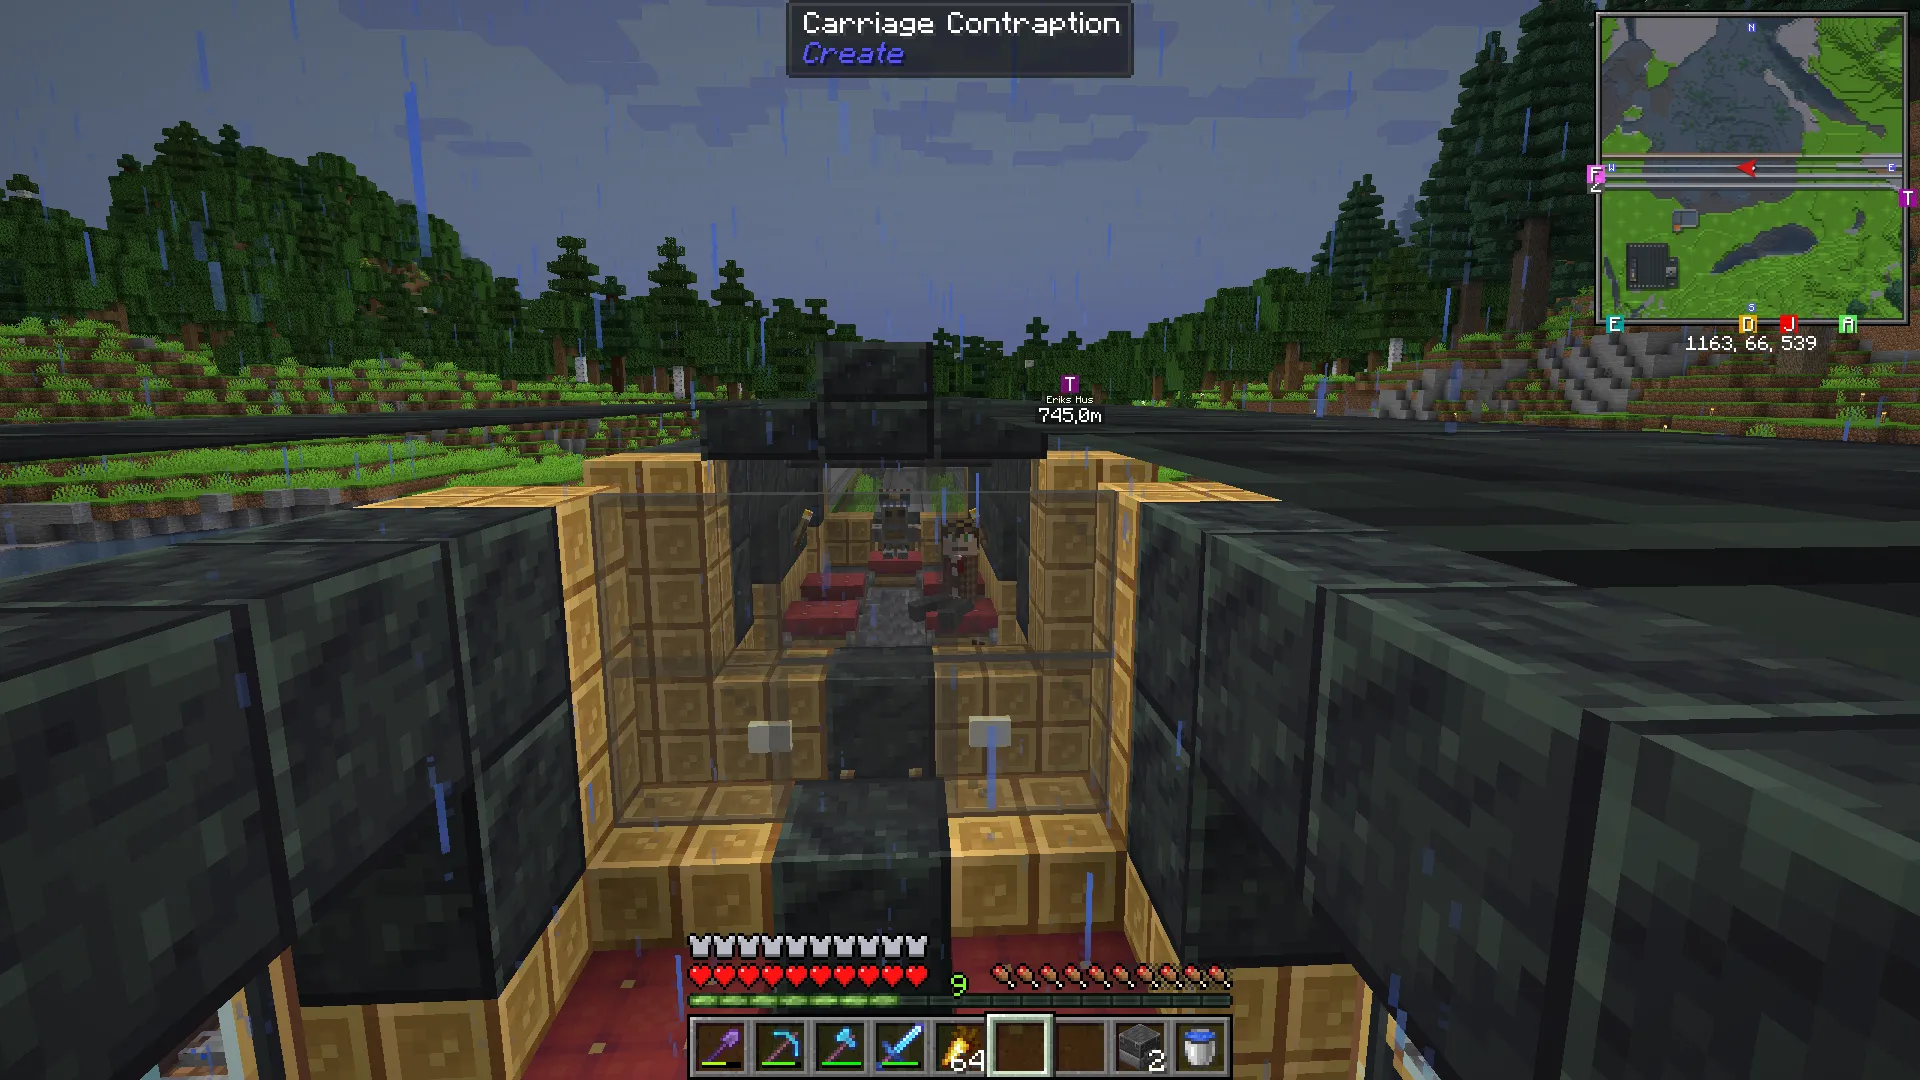 Carriage Contraption
Create
N
W
E
F
Z
T
S
E
D
J
A
1163, 66, 539
T
Eriks Hus
745,0m
9
64
2